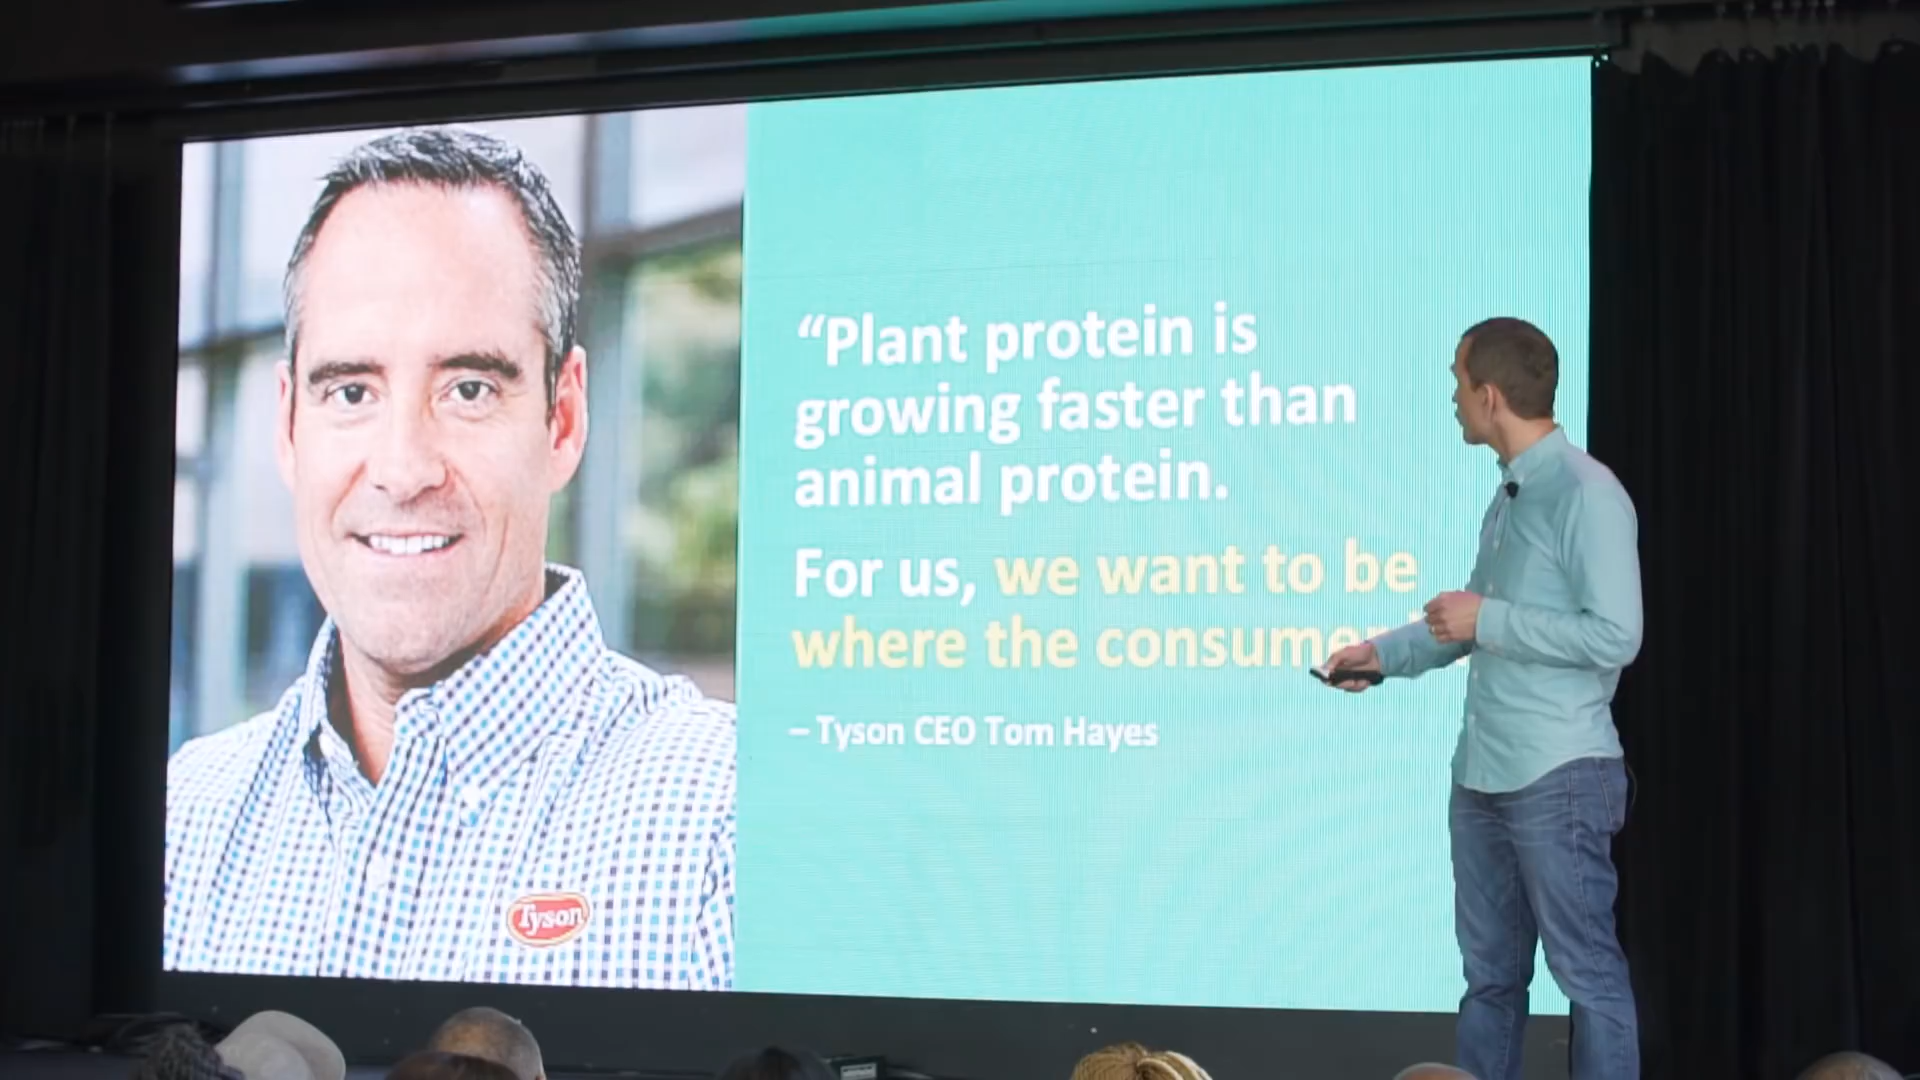 “Plant protein is
growing faster than
animal protein.
For us, we want to be
where the
– Tyson CEO Tom Hayes
Tyson